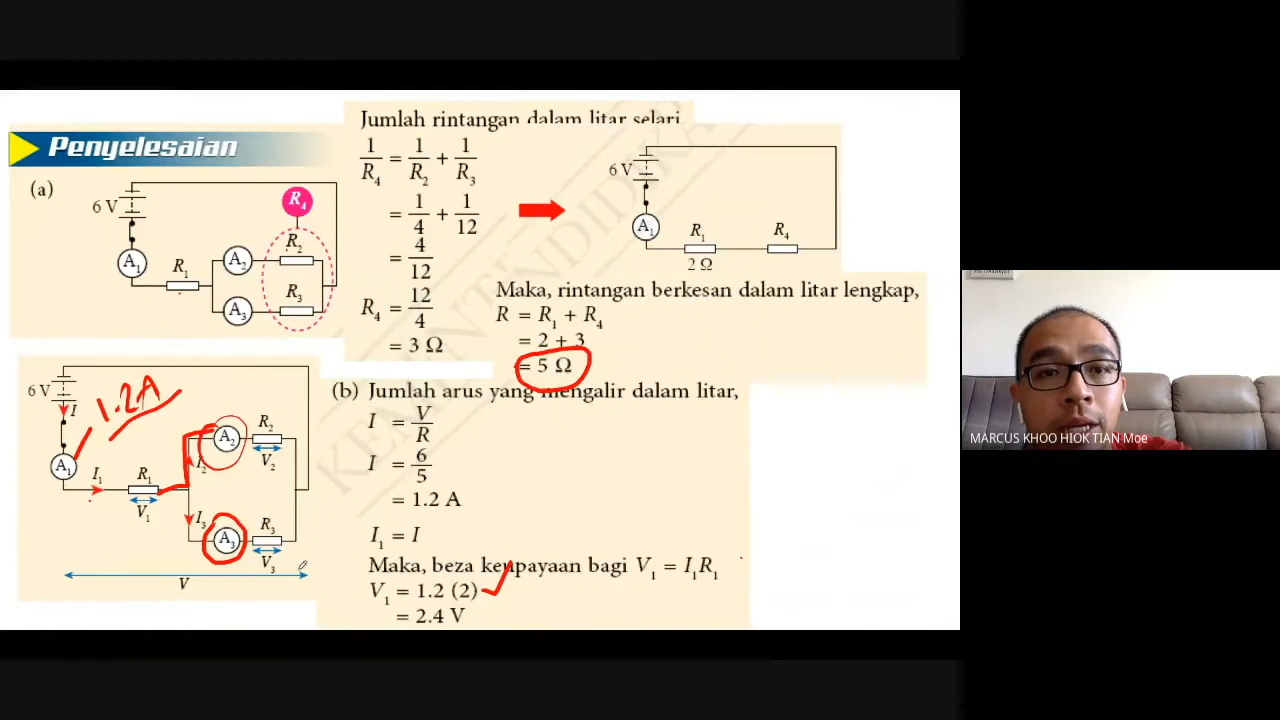 Penyelesaian
(a)
6 V
A1
R1
A2
R2
A3
R3
R4
Jumlah rintangan dalam litar selari
1/R4 = 1/R2 + 1/R3
= 1/4 + 1/12
= 4/12
R4 = 12/4
= 3 Ω
6 V
A1
R1
2 Ω
R4
Maka, rintangan berkesan dalam litar lengkap,
R = R1 + R4
= 2 + 3
= 5 Ω
6 V
I
1.2A
A1
I1
R1
V1
I2
A2
R2
V2
I3
A3
R3
V3
V
(b) Jumlah arus yang mengalir dalam litar,
I = V/R
I = 6/5
= 1.2 A
I1 = I
Maka, beza keupayaan bagi V1 = I1R1
V1 = 1.2 (2)
= 2.4 V
MARCUS KHOO HIOK TIAN Moe